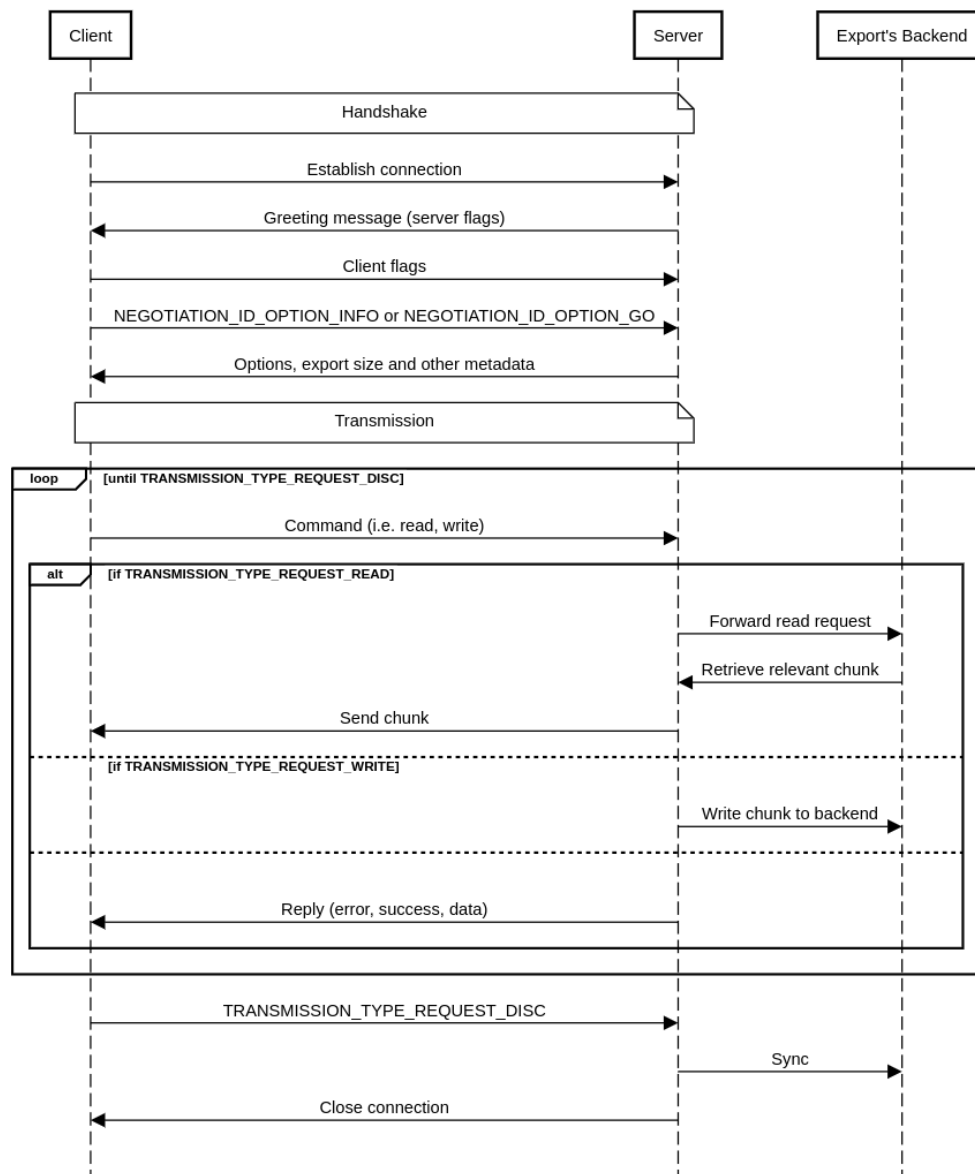 Client
Server
Export's Backend
Handshake
Establish connection
Greeting message (server flags)
Client flags
NEGOTIATION_ID_OPTION_INFO or NEGOTIATION_ID_OPTION_GO
Options, export size and other metadata
Transmission
loop
[until TRANSMISSION_TYPE_REQUEST_DISC]
Command (i.e. read, write)
alt
[if TRANSMISSION_TYPE_REQUEST_READ]
Forward read request
Retrieve relevant chunk
Send chunk
[if TRANSMISSION_TYPE_REQUEST_WRITE]
Write chunk to backend
Reply (error, success, data)
TRANSMISSION_TYPE_REQUEST_DISC
Sync
Close connection